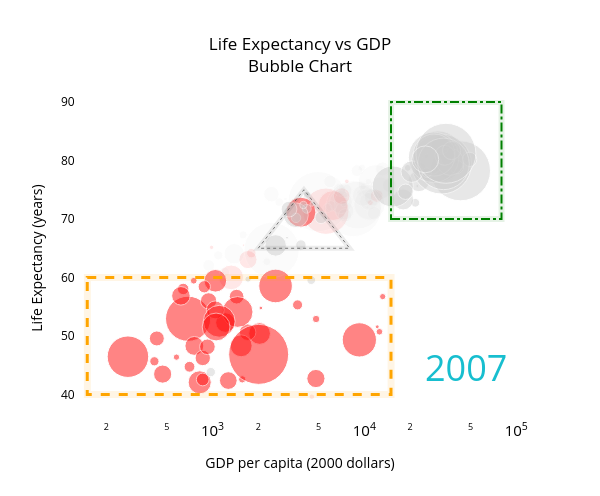 Life Expectancy vs GDP
Bubble Chart
90
80
70
60
50
40
Life Expectancy (years)
2007
2 5 10³ 2 5 10⁴ 2 5 10⁵
GDP per capita (2000 dollars)